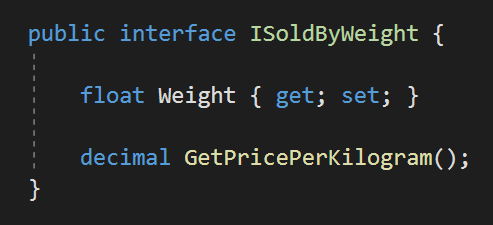 public interface ISoldByWeight {
float Weight { get; set; }
decimal GetPricePerKilogram();
}